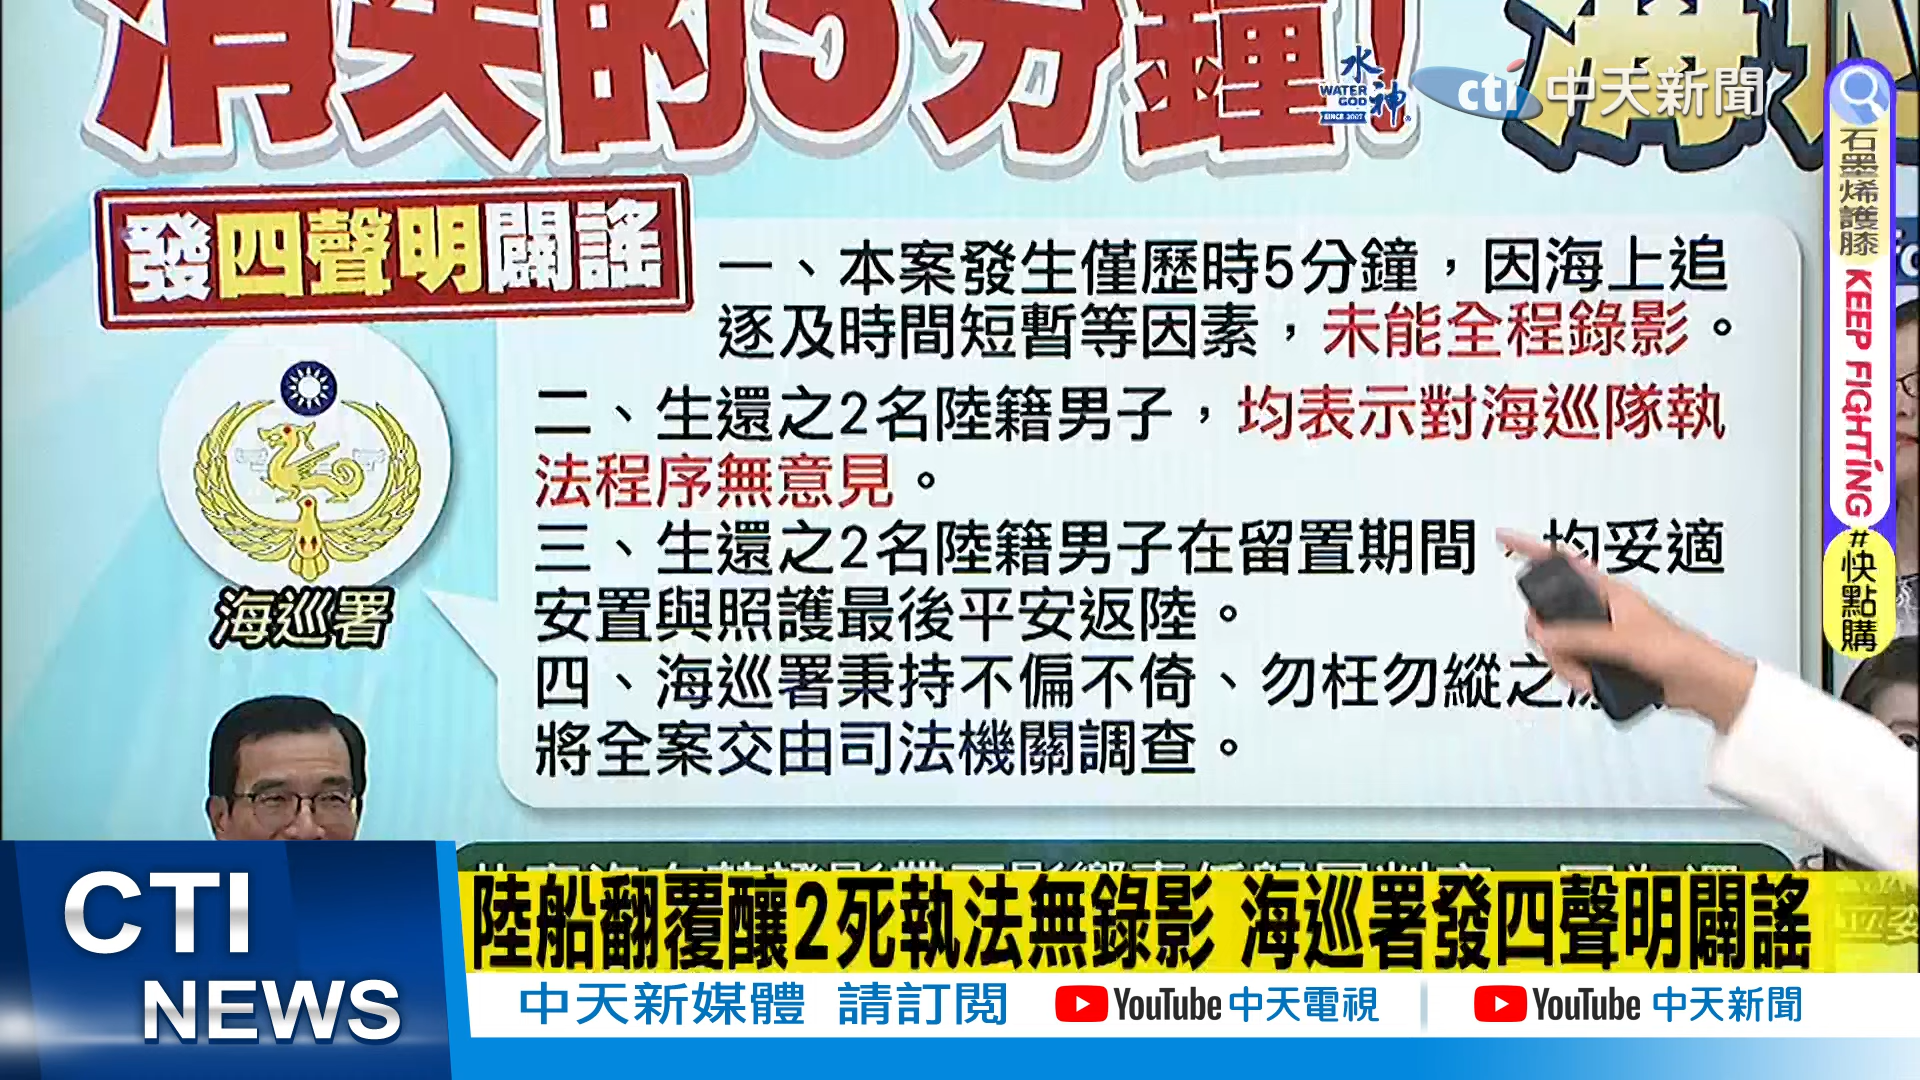 消失的5分鐘!
水神
WATER GOD
SINCE 2007
cti 中天新聞
石墨烯護膝 KEEP FIGHTING #快點購
發四聲明闢謠
一、本案發生僅歷時5分鐘，因海上追
逐及時間短暫等因素，未能全程錄影。
二、生還之2名陸籍男子，均表示對海巡隊執
法程序無意見。
三、生還之2名陸籍男子在留置期間，均妥適
安置與照護最後平安返陸。
四、海巡署秉持不偏不倚、勿枉勿縱之
將全案交由司法機關調查。
海巡署
CTI NEWS
陸船翻覆釀2死執法無錄影 海巡署發四聲明闢謠
中天新媒體 請訂閱 YouTube 中天電視 | YouTube 中天新聞